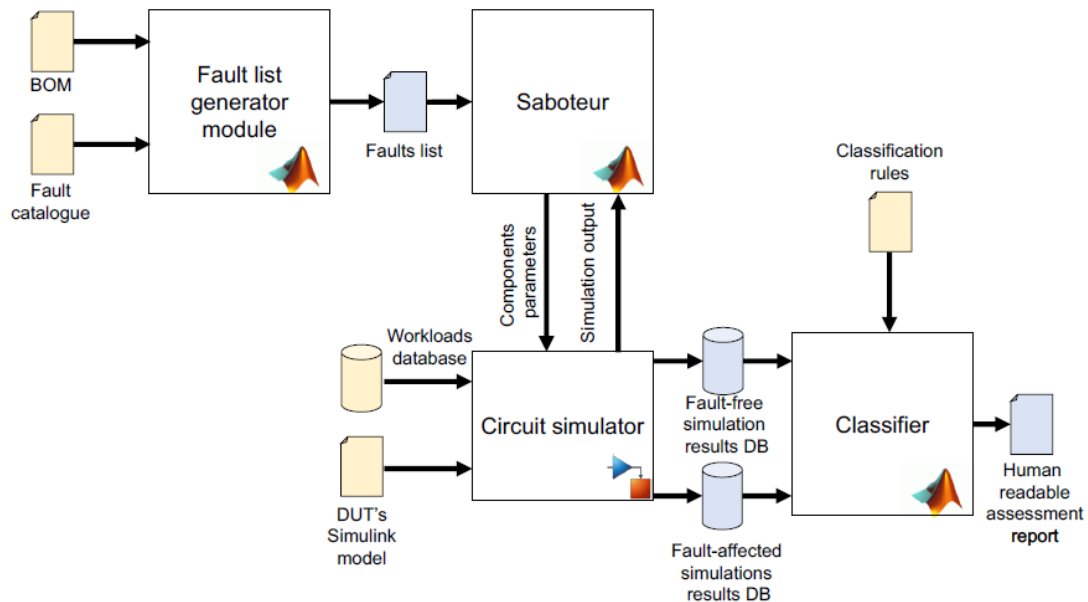 BOM
Fault
catalogue
Fault list
generator
module
Faults list
Saboteur
Classification
rules
Components
parameters
Simulation output
Workloads
database
DUT's
Simulink
model
Circuit simulator
Fault-free
simulation
results DB
Fault-affected
simulations
results DB
Classifier
Human
readable
assessment
report